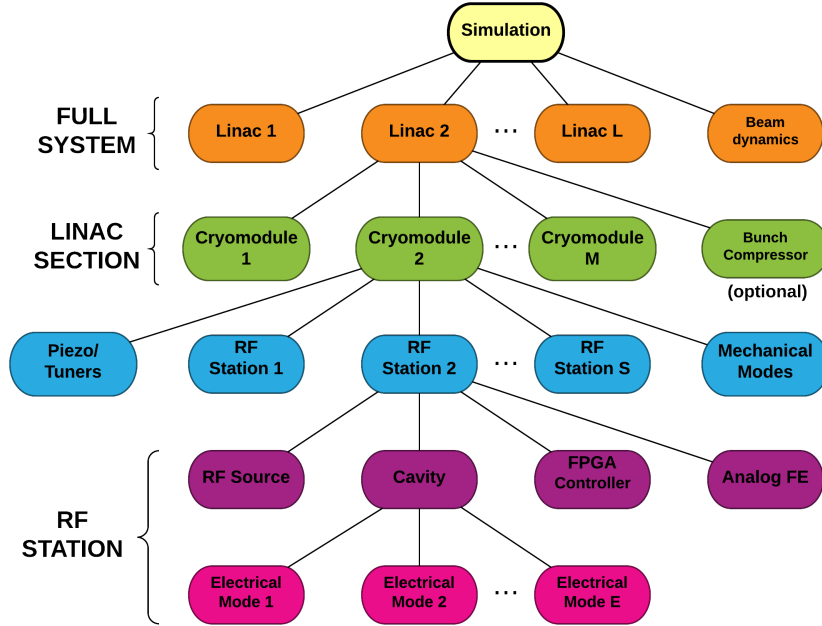 Simulation
FULL
SYSTEM
Linac 1
Linac 2
...
Linac L
Beam
dynamics
LINAC
SECTION
Cryomodule
1
Cryomodule
2
...
Cryomodule
M
Bunch
Compressor
(optional)
Piezo/
Tuners
RF
Station 1
RF
Station 2
...
RF
Station S
Mechanical
Modes
RF
STATION
RF Source
Cavity
FPGA
Controller
Analog FE
Electrical
Mode 1
Electrical
Mode 2
...
Electrical
Mode E